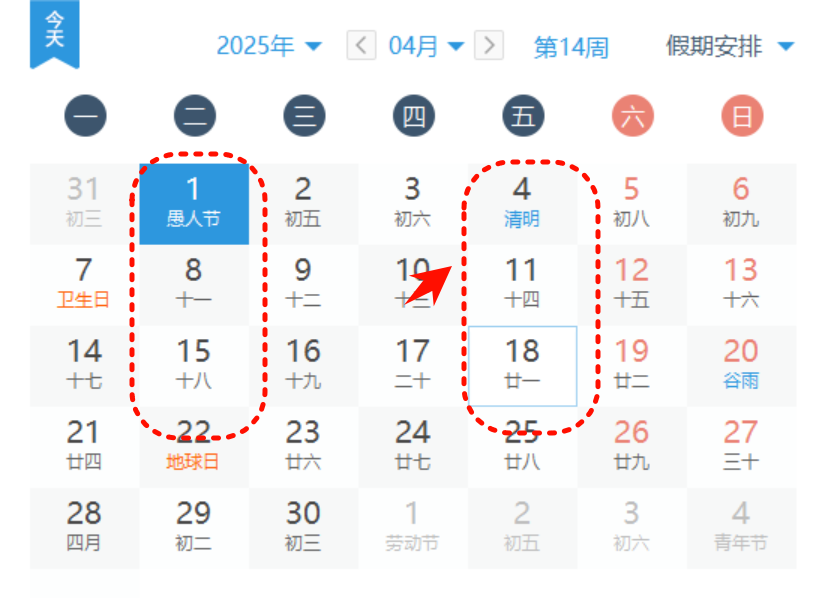 今天
2025年 04月 第14周 假期安排
一 二 三 四 五 六 日
31 1 2 3 4 5 6
初三 愚人节 初五 初六 清明 初八 初九
7 8 9 10 11 12 13
卫生日 十一 十二 十三 十四 十五 十六
14 15 16 17 18 19 20
十七 十八 十九 二十 廿一 廿二 谷雨
21 22 23 24 25 26 27
廿四 地球日 廿六 廿七 廿八 廿九 三十
28 29 30 1 2 3 4
四月 初二 初三 劳动节 初五 初六 青年节